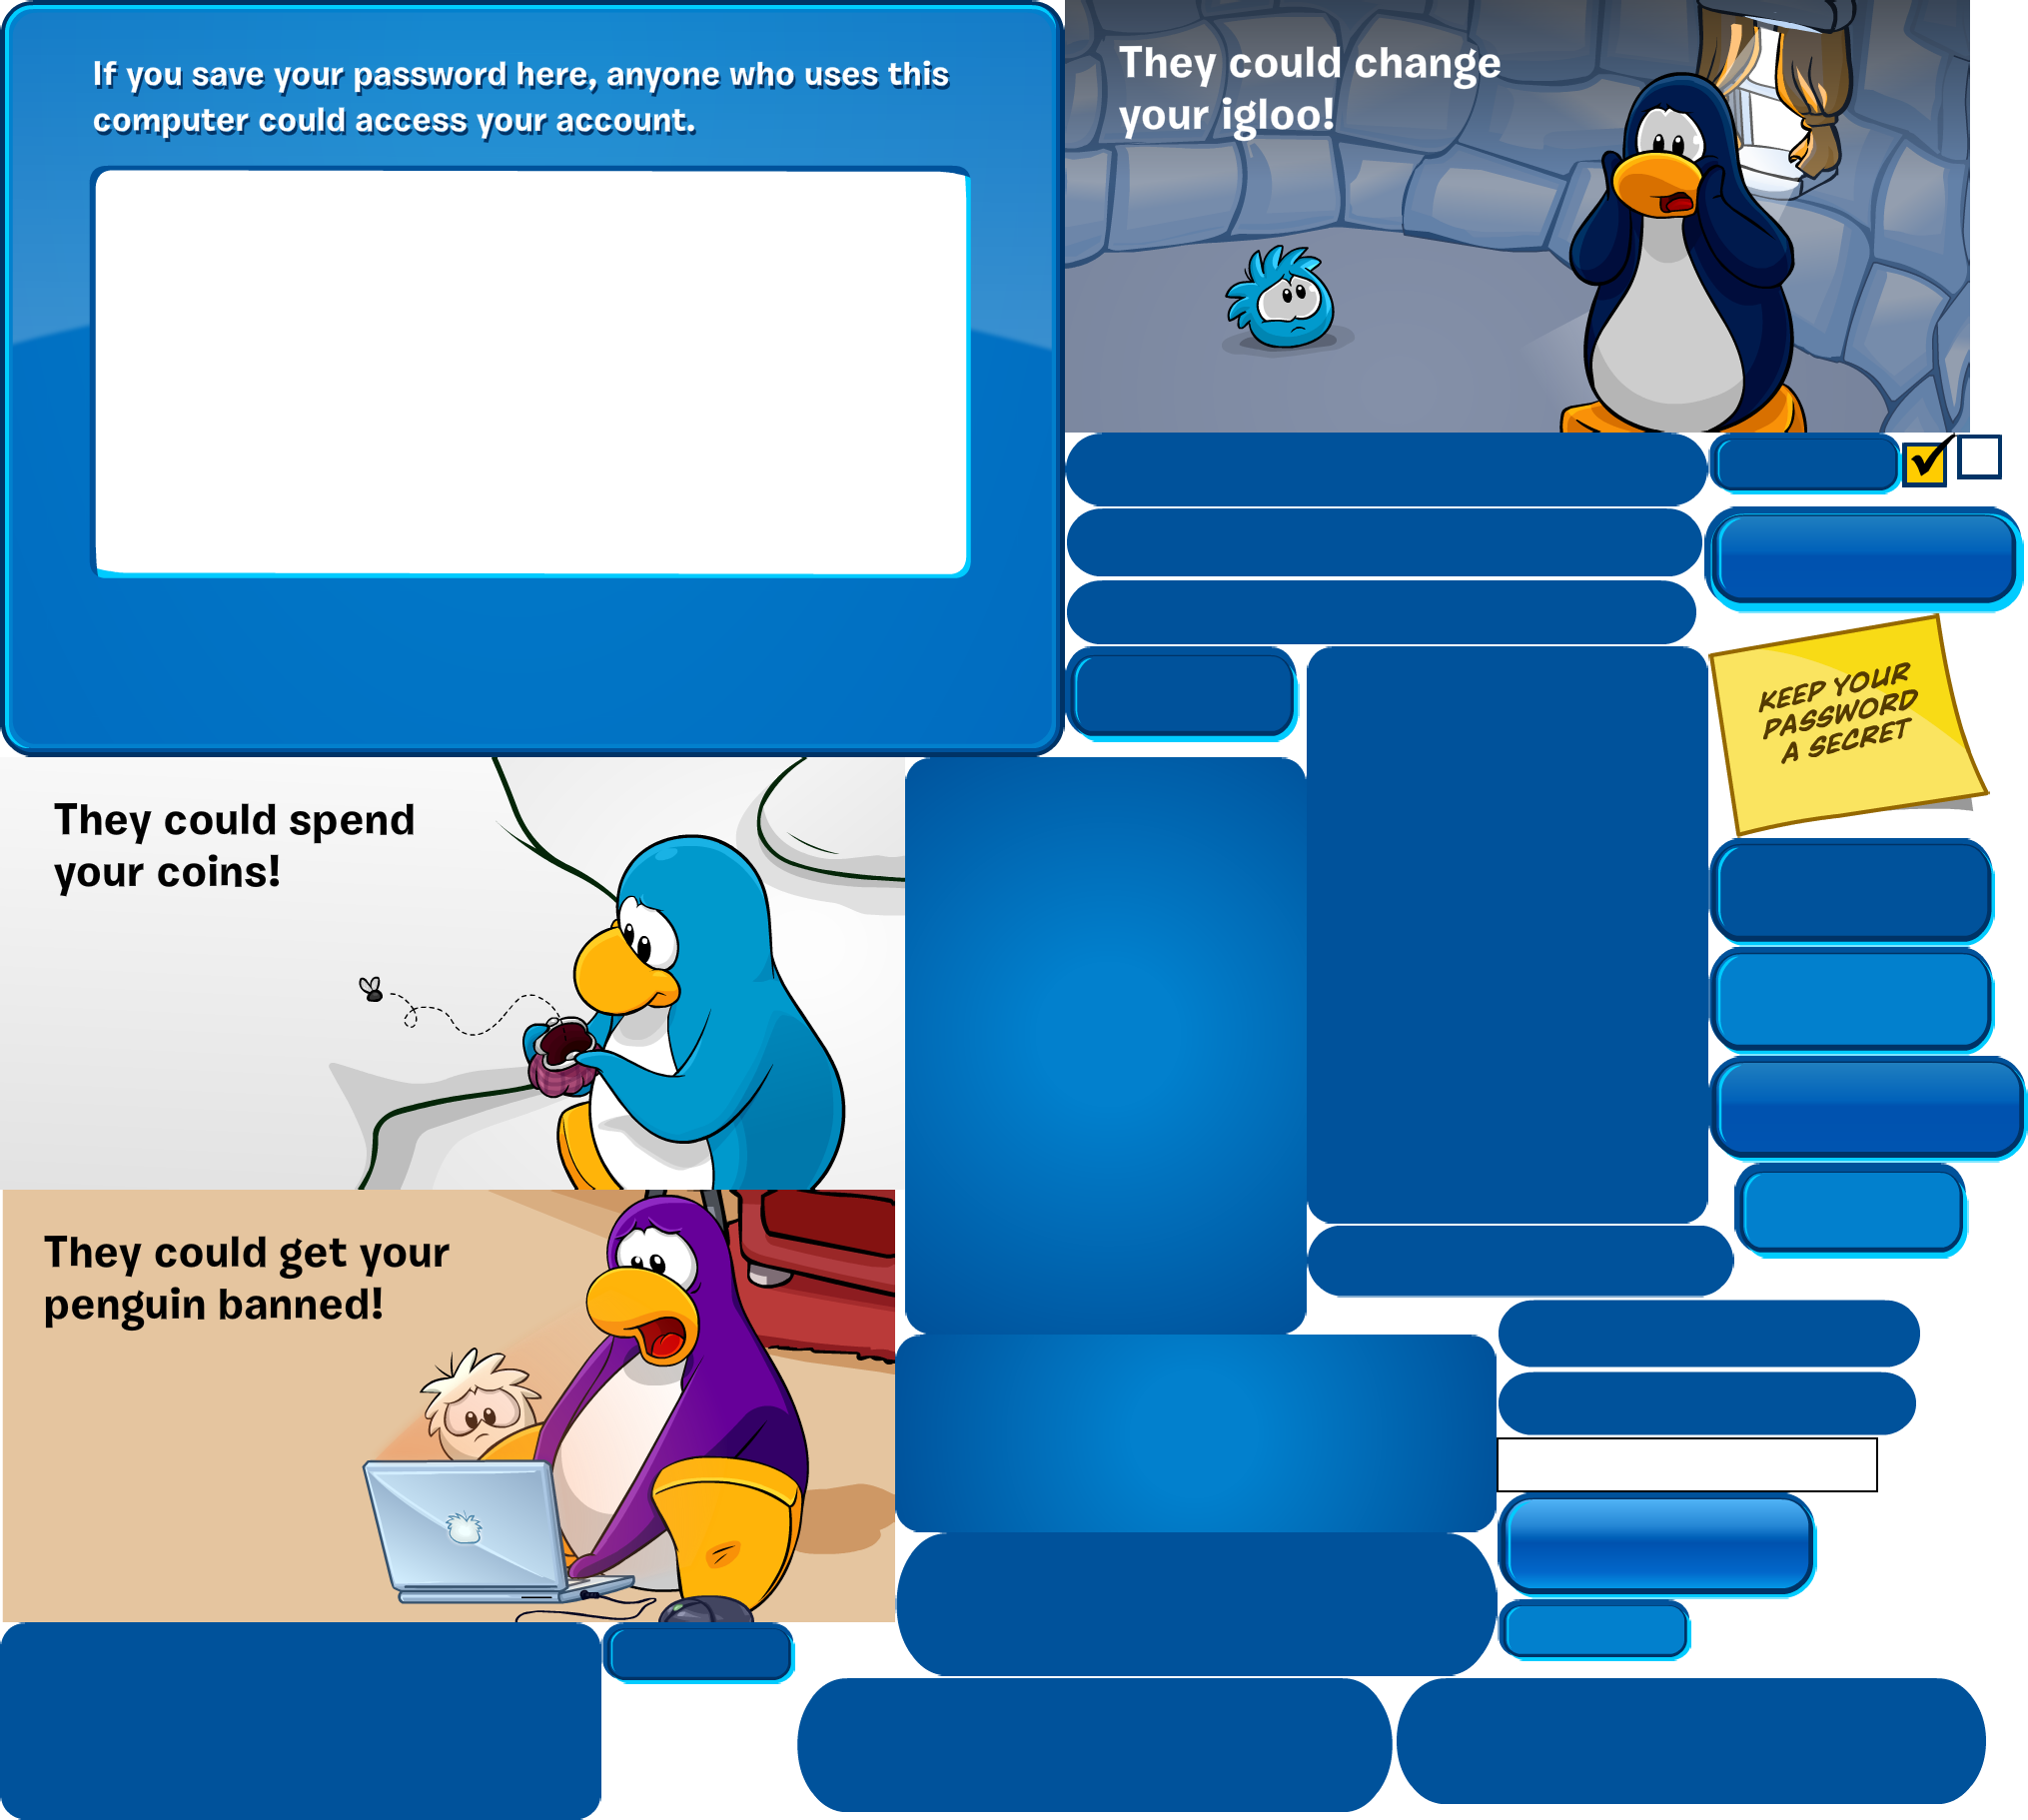 If you save your password here, anyone who uses this
computer could access your account.
They could change
your igloo!
KEEP YOUR
PASSWORD
A SECRET
They could spend
your coins!
They could get your
penguin banned!